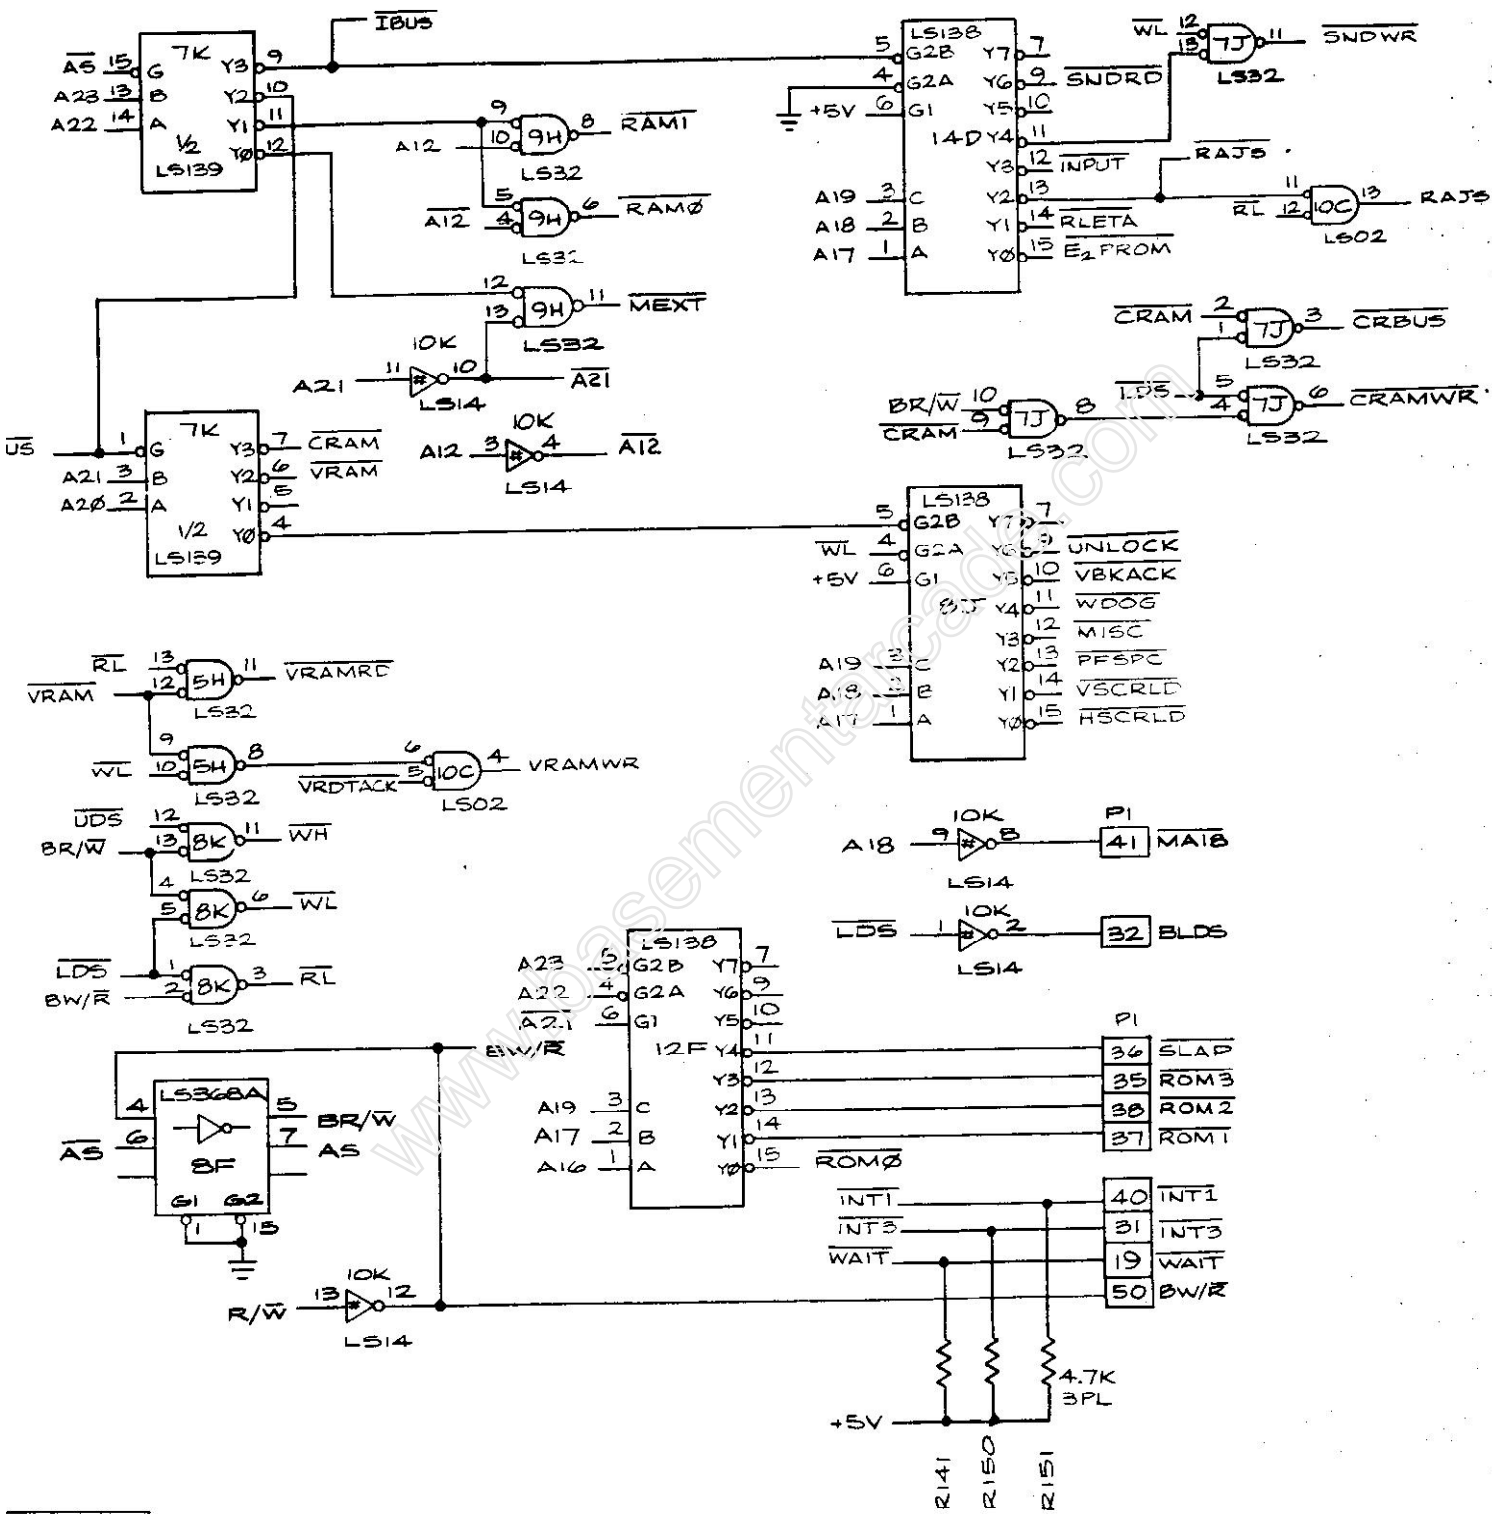 IBUS
AS 15 G 7K Y3 9
A23 13 B Y2 10
A22 14 A Y1 11
1/2 YØ 12
LS139
9
A12 10 9H 8 RAM1
LS32
5
A12 4 9H 6 RAMØ
LS32
12
13 9H 11 MEXT
LS32
10K
A21 11 # 10 A21
LS14
10K
A12 3 # 4 A12
LS14
LS138
5 G2B Y7 7
4 G2A Y6 9 SNDRD
+5V 6 G1 Y5 10
14D Y4 11
Y3 12 INPUT
A19 3 C Y2 13
A18 2 B Y1 14 RLETA
A17 1 A YØ 15 E2PROM
WL 12
13 7J 11 SNDWR
LS32
RAJS
11
RL 12 10C 13 RAJS
LS02
CRAM 2
1 7J 3 CRBUS
LS32
LDS 5
4 7J 6 CRAMWR
LS32
BR/W 10
CRAM 9 7J 8
LS32
US 1 G 7K Y3 7 CRAM
A21 3 B Y2 6 VRAM
A2Ø 2 A Y1 5
1/2 YØ 4
LS139
LS138
5 G2B Y7 7
WL 4 G2A Y6 9 UNLOCK
+5V 6 G1 Y5 10 VBKACK
8J Y4 11 WDOG
Y3 12 MISC
A19 3 C Y2 13 PFSPC
A18 2 B Y1 14 VSCRLD
A17 1 A YØ 15 HSCRLD
RL 13
VRAM 12 5H 11 VRAMRD
LS32
9
WL 10 5H 8
LS32
6
VRDTACK 5 10C 4 VRAMWR
LS02
UDS 12
BR/W 13 8K 11 WH
LS32
4
5 8K 6 WL
LS32
LDS 1
BW/R 2 8K 3 RL
LS32
10K P1
A18 9 # 8 41 MA18
LS14
10K
LDS 1 # 2 32 BLDS
LS14
LS138
A23 5 G2B Y7 7
A22 4 G2A Y6 9
A21 6 G1 Y5 10
12F Y4 11
Y3 12
A19 3 C Y2 13
A17 2 B Y1 14
A16 1 A YØ 15 ROMØ
P1
36 SLAP
35 ROM3
38 ROM2
37 ROM1
BW/R
LS368A
4 5 BR/W
AS 6 7 AS
8F
G1 G2
1 15
10K
R/W 13 # 12
LS14
INT1 40 INT1
INT3 31 INT3
WAIT 19 WAIT
50 BW/R
4.7K
3PL
+5V
R141
R150
R151
www.basementarcade.com